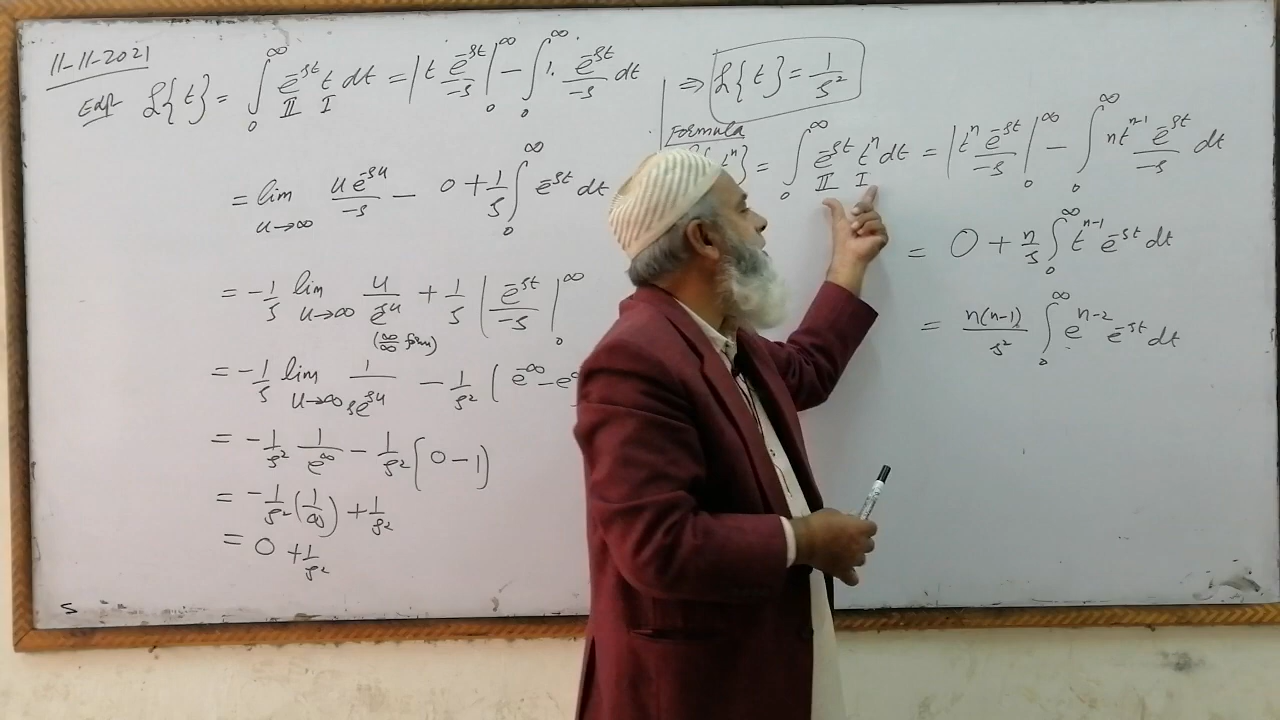 11-11-2021
Ex# ℒ{t} = ∫₀^∞ e^{-st} t dt = |t e^{-st}/-s|₀^∞ - ∫₀^∞ 1. e^{-st}/-s dt
II I
= lim_{u→∞} u e^{-su}/-s - 0 + 1/s ∫₀^∞ e^{-st} dt
= -1/s lim_{u→∞} u/e^{su} + 1/s |e^{-st}/-s|₀^∞
(∞/∞ form)
= -1/s lim_{u→∞} 1/se^{su} - 1/s² ( e^{-∞} - e
= -1/s² 1/e^∞ - 1/s² (0 - 1)
= -1/s² (1/∞) + 1/s²
= 0 + 1/s²
s
⇒ ℒ{t} = 1/s²
Formula
t^n} = ∫₀^∞ e^{-st} t^n dt = |t^n e^{-st}/-s|₀^∞ - ∫₀^∞ nt^{n-1} e^{-st}/-s dt
II I
= 0 + n/s ∫₀^∞ t^{n-1} e^{-st} dt
= n(n-1)/s² ∫₀^∞ e^{n-2} e^{-st} dt